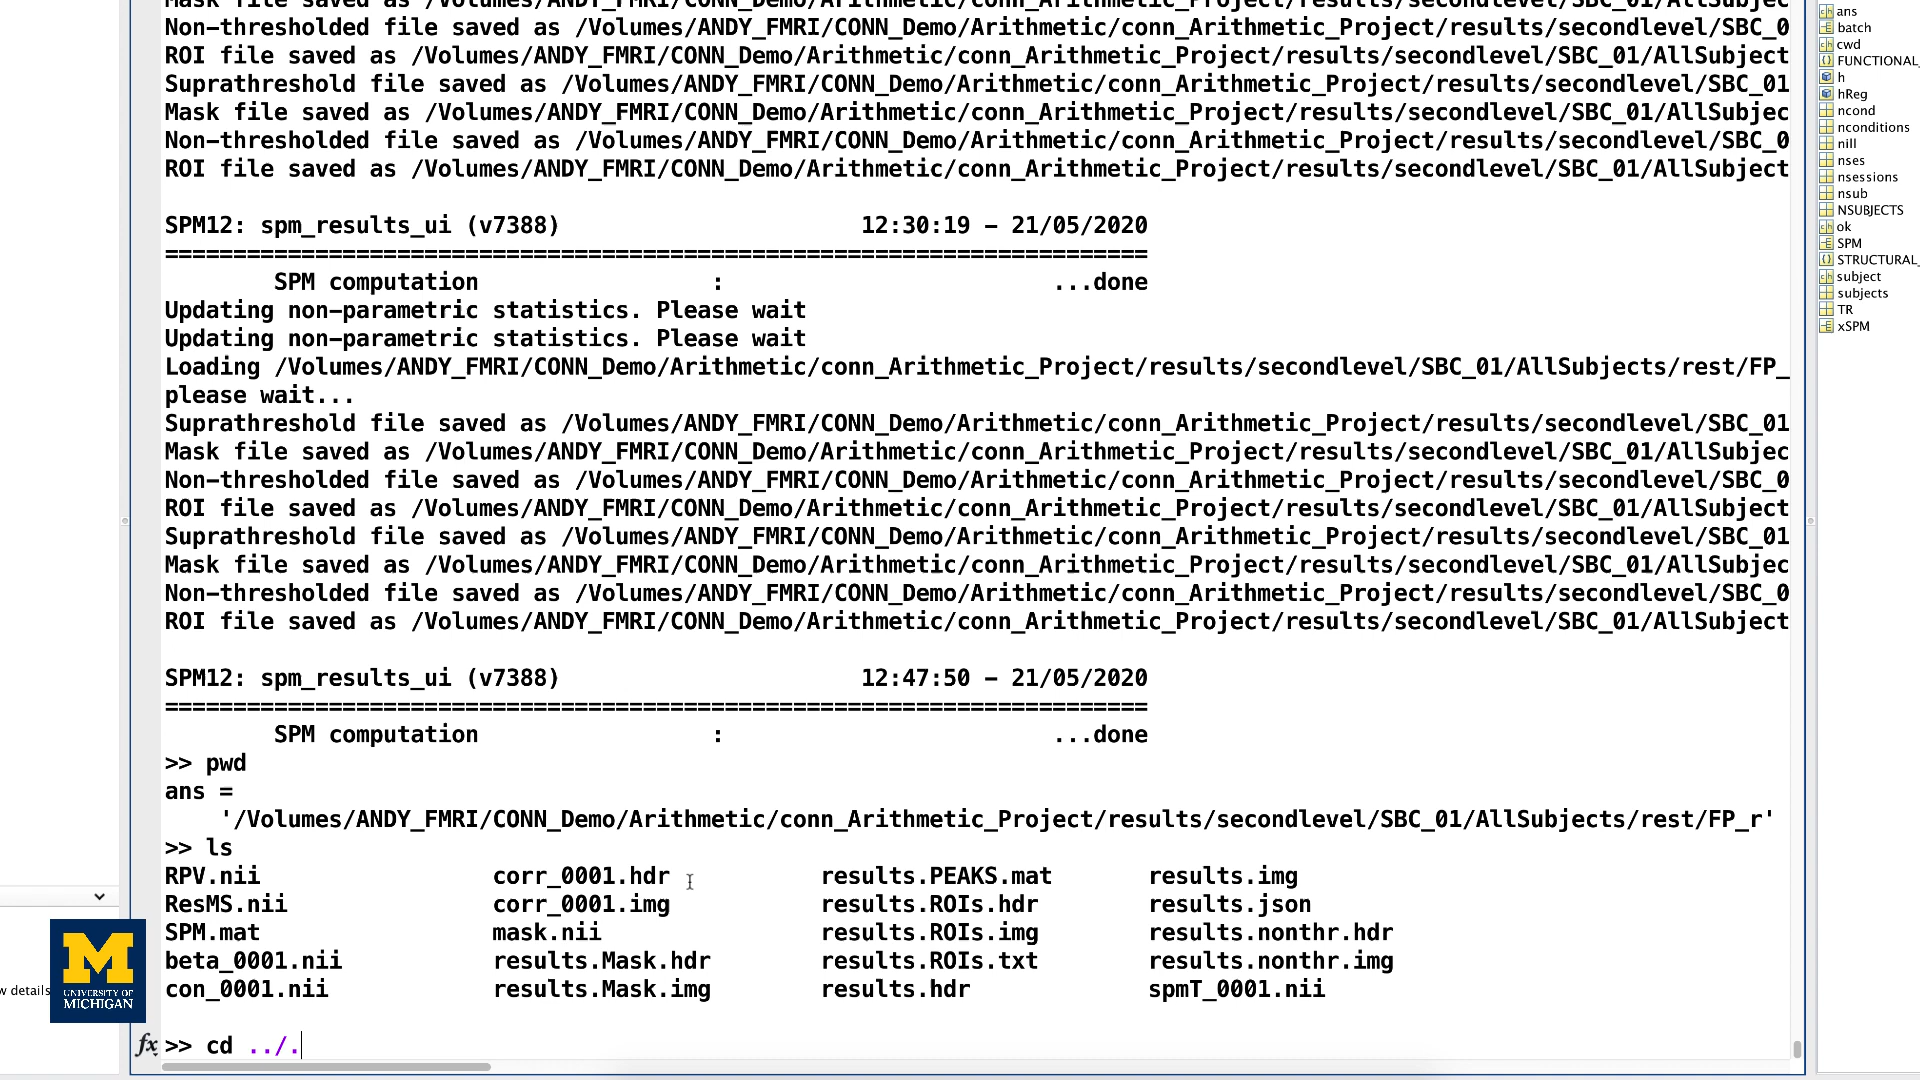 Mask file saved as /Volumes/ANDY_FMRI/CONN_Demo/Arithmetic/conn_Arithmetic_Project/results/secondlevel/SBC_01/AllSubjec
Non-thresholded file saved as /Volumes/ANDY_FMRI/CONN_Demo/Arithmetic/conn_Arithmetic_Project/results/secondlevel/SBC_0
ROI file saved as /Volumes/ANDY_FMRI/CONN_Demo/Arithmetic/conn_Arithmetic_Project/results/secondlevel/SBC_01/AllSubject
Suprathreshold file saved as /Volumes/ANDY_FMRI/CONN_Demo/Arithmetic/conn_Arithmetic_Project/results/secondlevel/SBC_01
Mask file saved as /Volumes/ANDY_FMRI/CONN_Demo/Arithmetic/conn_Arithmetic_Project/results/secondlevel/SBC_01/AllSubjec
Non-thresholded file saved as /Volumes/ANDY_FMRI/CONN_Demo/Arithmetic/conn_Arithmetic_Project/results/secondlevel/SBC_0
ROI file saved as /Volumes/ANDY_FMRI/CONN_Demo/Arithmetic/conn_Arithmetic_Project/results/secondlevel/SBC_01/AllSubject
SPM12: spm_results_ui (v7388) 12:30:19 - 21/05/2020
========================================================================
SPM computation : ...done
Updating non-parametric statistics. Please wait
Updating non-parametric statistics. Please wait
Loading /Volumes/ANDY_FMRI/CONN_Demo/Arithmetic/conn_Arithmetic_Project/results/secondlevel/SBC_01/AllSubjects/rest/FP_
please wait...
Suprathreshold file saved as /Volumes/ANDY_FMRI/CONN_Demo/Arithmetic/conn_Arithmetic_Project/results/secondlevel/SBC_01
Mask file saved as /Volumes/ANDY_FMRI/CONN_Demo/Arithmetic/conn_Arithmetic_Project/results/secondlevel/SBC_01/AllSubjec
Non-thresholded file saved as /Volumes/ANDY_FMRI/CONN_Demo/Arithmetic/conn_Arithmetic_Project/results/secondlevel/SBC_0
ROI file saved as /Volumes/ANDY_FMRI/CONN_Demo/Arithmetic/conn_Arithmetic_Project/results/secondlevel/SBC_01/AllSubject
Suprathreshold file saved as /Volumes/ANDY_FMRI/CONN_Demo/Arithmetic/conn_Arithmetic_Project/results/secondlevel/SBC_01
Mask file saved as /Volumes/ANDY_FMRI/CONN_Demo/Arithmetic/conn_Arithmetic_Project/results/secondlevel/SBC_01/AllSubjec
Non-thresholded file saved as /Volumes/ANDY_FMRI/CONN_Demo/Arithmetic/conn_Arithmetic_Project/results/secondlevel/SBC_0
ROI file saved as /Volumes/ANDY_FMRI/CONN_Demo/Arithmetic/conn_Arithmetic_Project/results/secondlevel/SBC_01/AllSubject
SPM12: spm_results_ui (v7388) 12:47:50 - 21/05/2020
========================================================================
SPM computation : ...done
>> pwd
ans =
'/Volumes/ANDY_FMRI/CONN_Demo/Arithmetic/conn_Arithmetic_Project/results/secondlevel/SBC_01/AllSubjects/rest/FP_r'
>> ls
RPV.nii corr_0001.hdr results.PEAKS.mat results.img
ResMS.nii corr_0001.img results.ROIs.hdr results.json
SPM.mat mask.nii results.ROIs.img results.nonthr.hdr
beta_0001.nii results.Mask.hdr results.ROIs.txt results.nonthr.img
con_0001.nii results.Mask.img results.hdr spmT_0001.nii
fx >> cd ../.
w details
M
UNIVERSITY OF
MICHIGAN
ans
batch
cwd
FUNCTIONAL_
h
hReg
ncond
nconditions
nill
nses
nsessions
nsub
NSUBJECTS
ok
SPM
STRUCTURAL_
subject
subjects
TR
xSPM